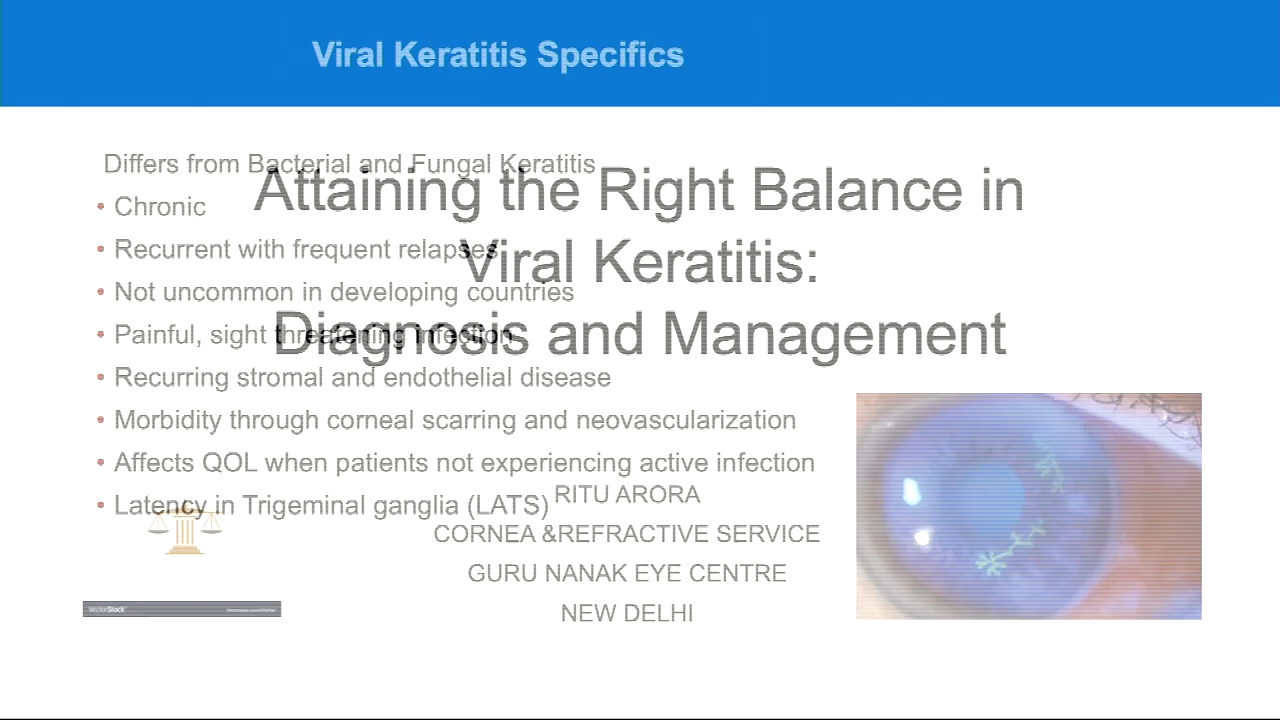 Viral Keratitis Specifics
Differs from Bacterial and Fungal Keratitis
• Chronic
• Recurrent with frequent relapses
• Not uncommon in developing countries
• Painful, sight threatening infection
• Recurring stromal and endothelial disease
• Morbidity through corneal scarring and neovascularization
• Affects QOL when patients not experiencing active infection
• Latency in Trigeminal ganglia (LATS)
Attaining the Right Balance in
Viral Keratitis:
Diagnosis and Management
RITU ARORA
CORNEA &REFRACTIVE SERVICE
GURU NANAK EYE CENTRE
NEW DELHI
VectorStock